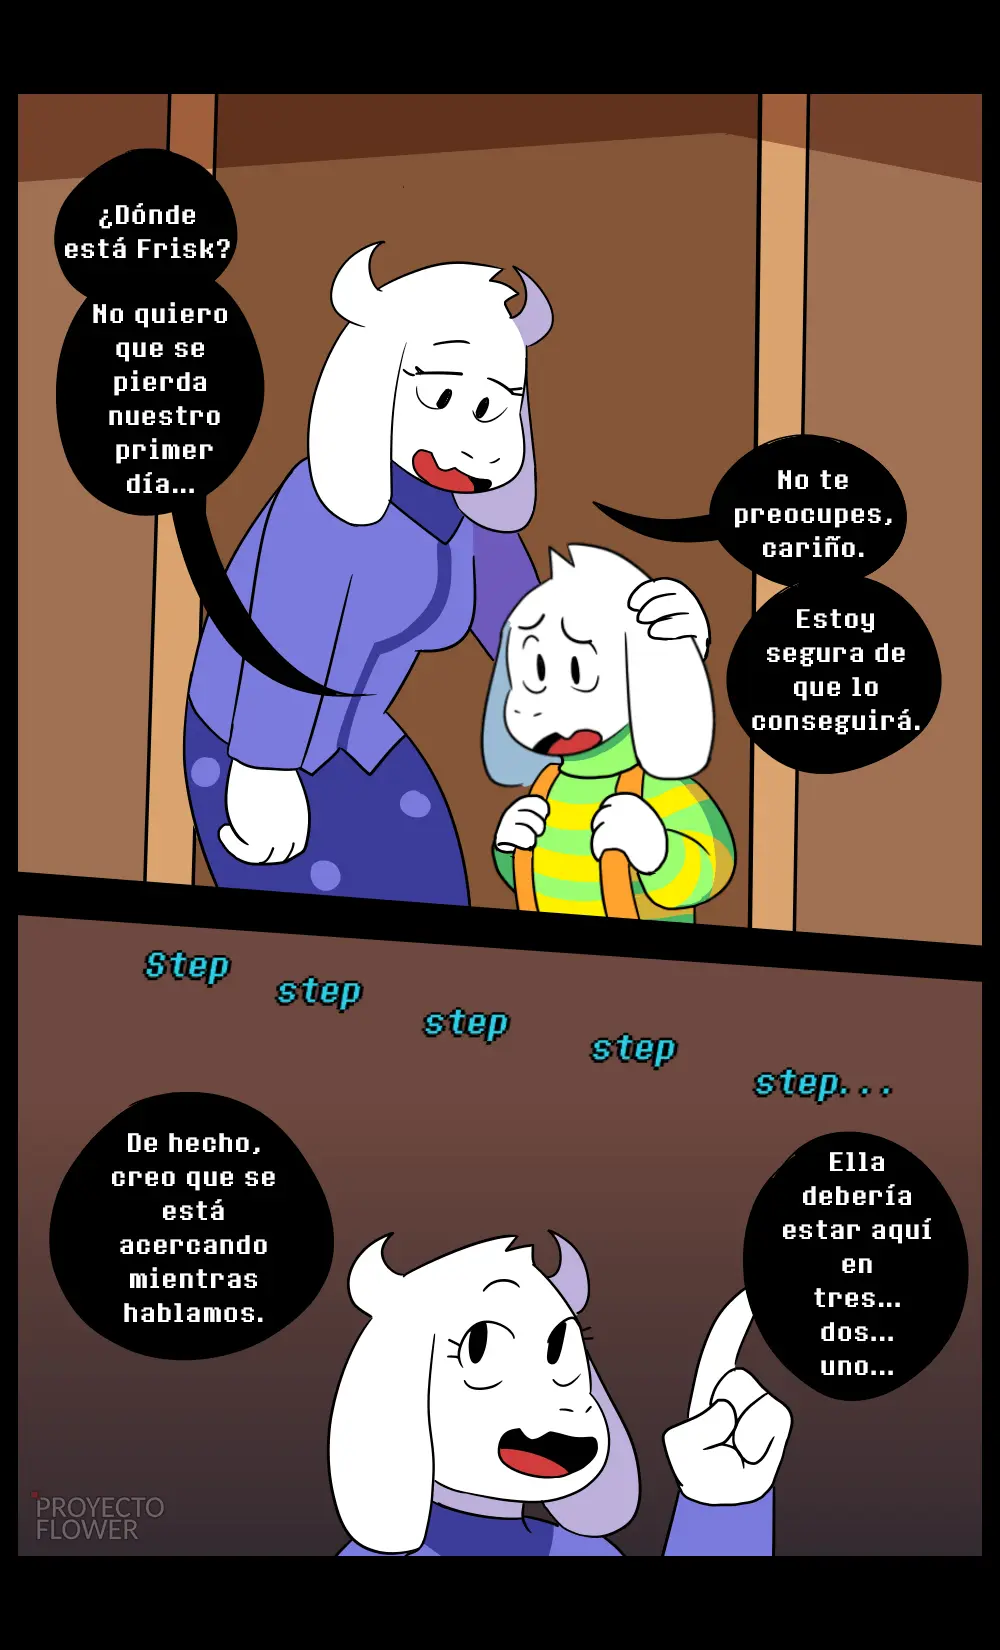 ¿Dónde
está Frisk?
No quiero
que se
pierda
nuestro
primer
día...
No te
preocupes,
cariño.
Estoy
segura de
que lo
conseguirá.
Step
step
step
step
step...
De hecho,
creo que se
está
acercando
mientras
hablamos.
Ella
debería
estar aquí
en
tres...
dos...
uno...
PROYECTO
FLOWER